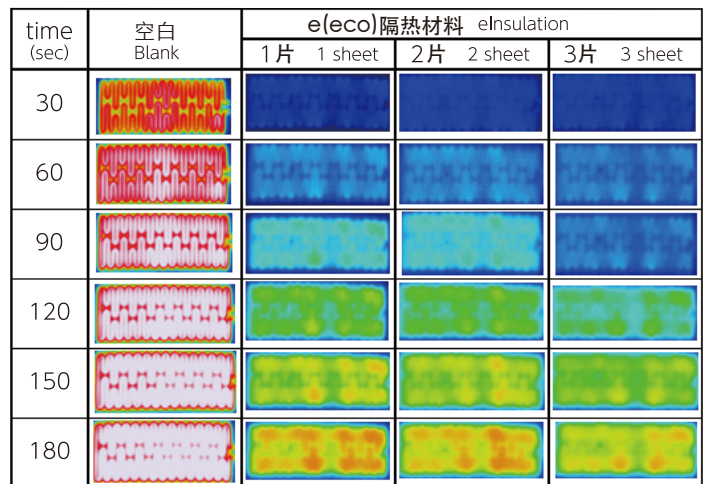 time
(sec)
空白
Blank
e(eco)隔热材料 eInsulation
1片 1 sheet
2片 2 sheet
3片 3 sheet
30
60
90
120
150
180